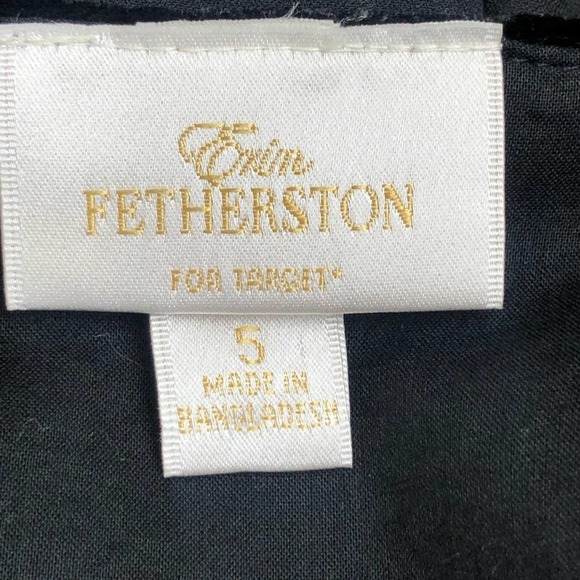 Erin
FETHERSTON
FOR TARGET*
5
MADE IN
BANGLADESH